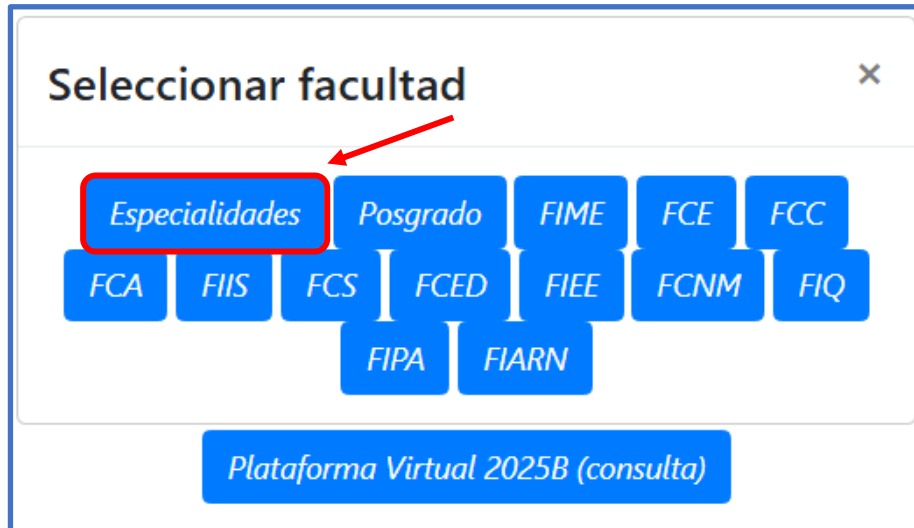 Seleccionar facultad ×
Especialidades Posgrado FIME FCE FCC
FCA FIIS FCS FCED FIEE FCNM FIQ
FIPA FIARN
Plataforma Virtual 2025B (consulta)